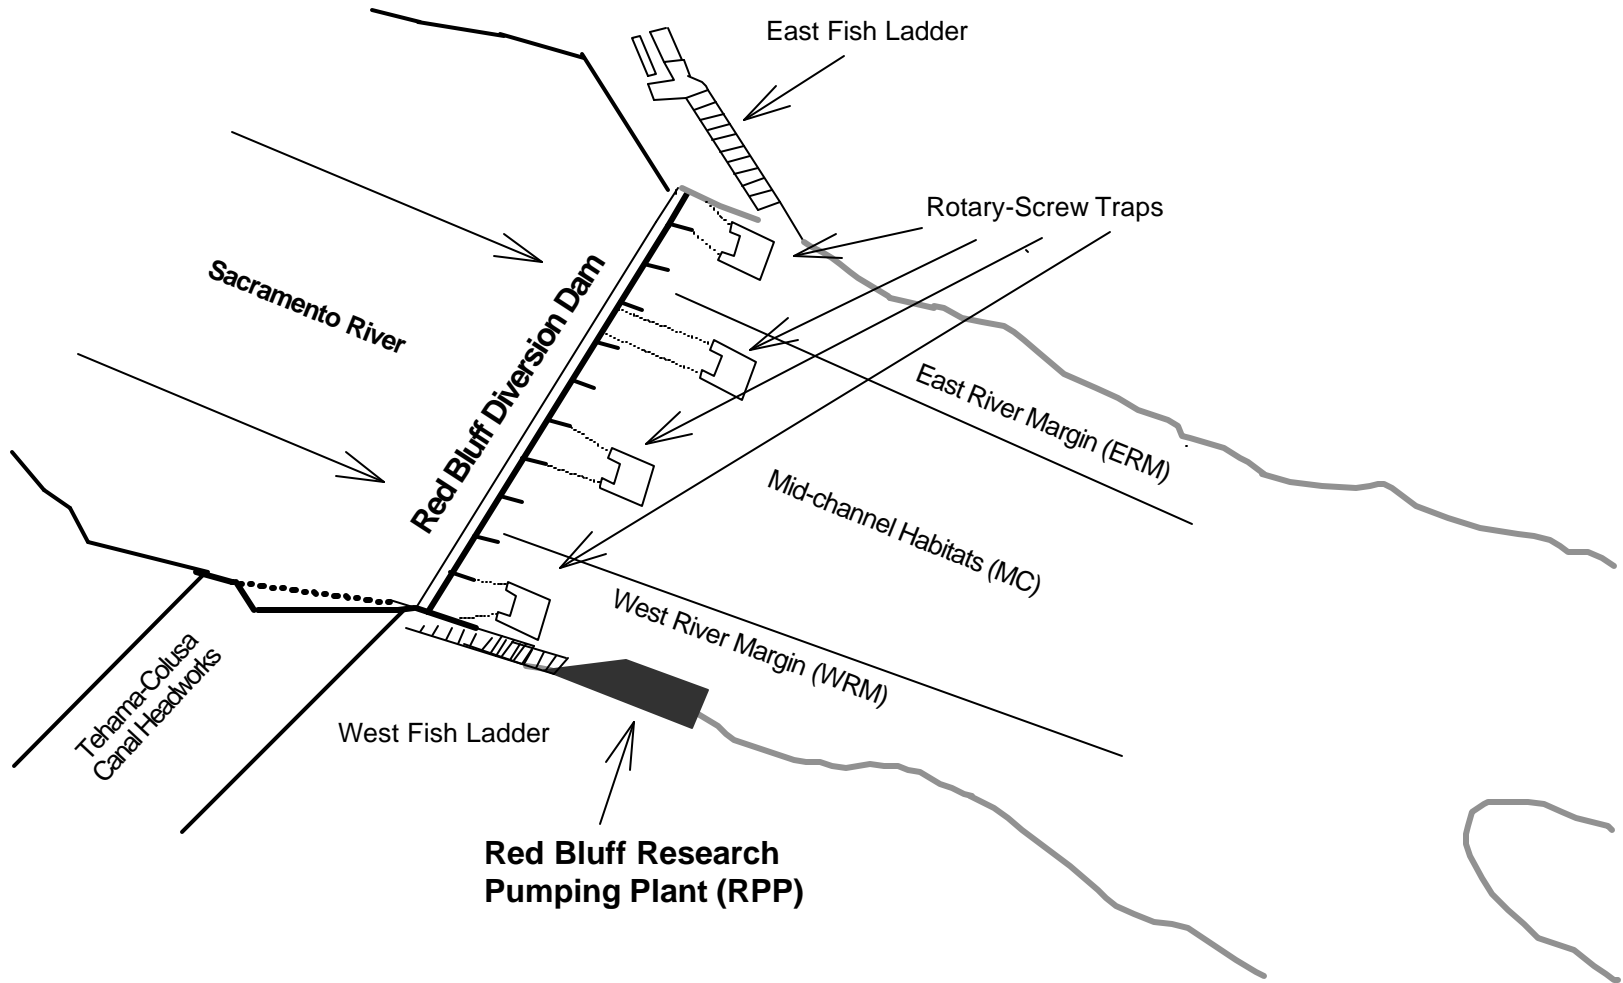 East Fish Ladder
Rotary-Screw Traps
Sacramento River
Red Bluff Diversion Dam
East River Margin (ERM)
Mid-channel Habitats (MC)
West River Margin (WRM)
Tehama-Colusa
Canal Headworks
West Fish Ladder
Red Bluff Research
Pumping Plant (RPP)